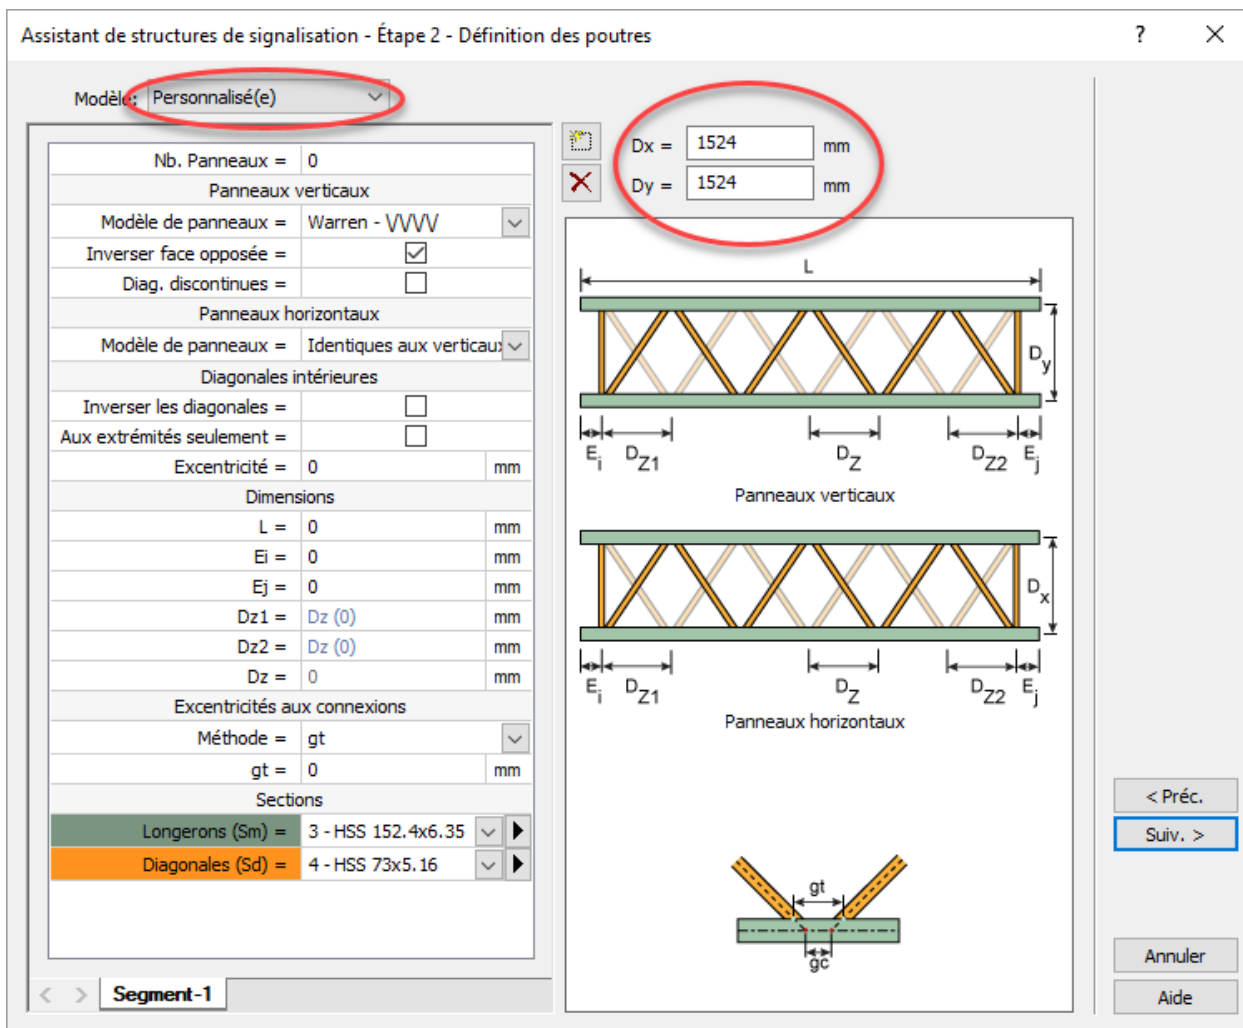 Assistant de structures de signalisation - Étape 2 - Définition des poutres ?
Modèle: Personnalisé(e)
Nb. Panneaux = 0
Panneaux verticaux
Modèle de panneaux = Warren - \/\/\/\/
Inverser face opposée =
Diag. discontinues =
Panneaux horizontaux
Modèle de panneaux = Identiques aux verticaux
Diagonales intérieures
Inverser les diagonales =
Aux extrémités seulement =
Excentricité = 0 mm
Dimensions
L = 0 mm
Ei = 0 mm
Ej = 0 mm
Dz1 = Dz (0) mm
Dz2 = Dz (0) mm
Dz = 0 mm
Excentricités aux connexions
Méthode = gt
gt = 0 mm
Sections
Longerons (Sm) = 3 - HSS 152.4x6.35
Diagonales (Sd) = 4 - HSS 73x5.16
Segment-1
Dx = 1524 mm
Dy = 1524 mm
L
Dy
Ei DZ1 DZ DZ2 Ej
Panneaux verticaux
Dx
Ei DZ1 DZ DZ2 Ej
Panneaux horizontaux
gt
gc
< Préc.
Suiv. >
Annuler
Aide